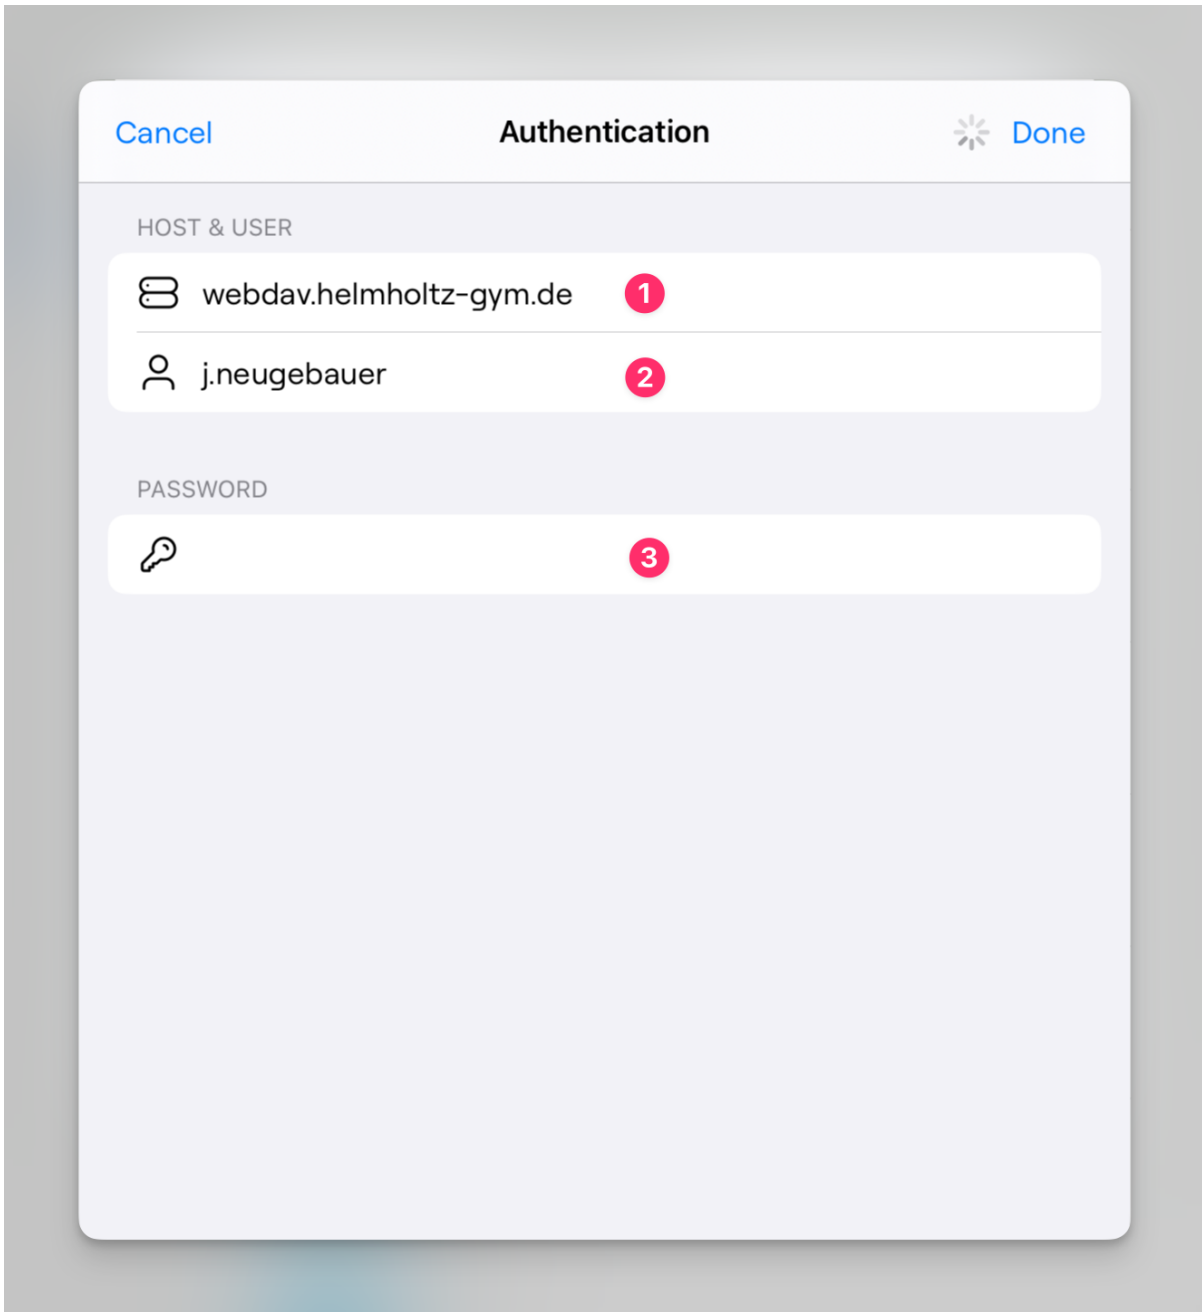 Cancel Authentication Done
HOST & USER
webdav.helmholtz-gym.de 1
j.neugebauer 2
PASSWORD
3